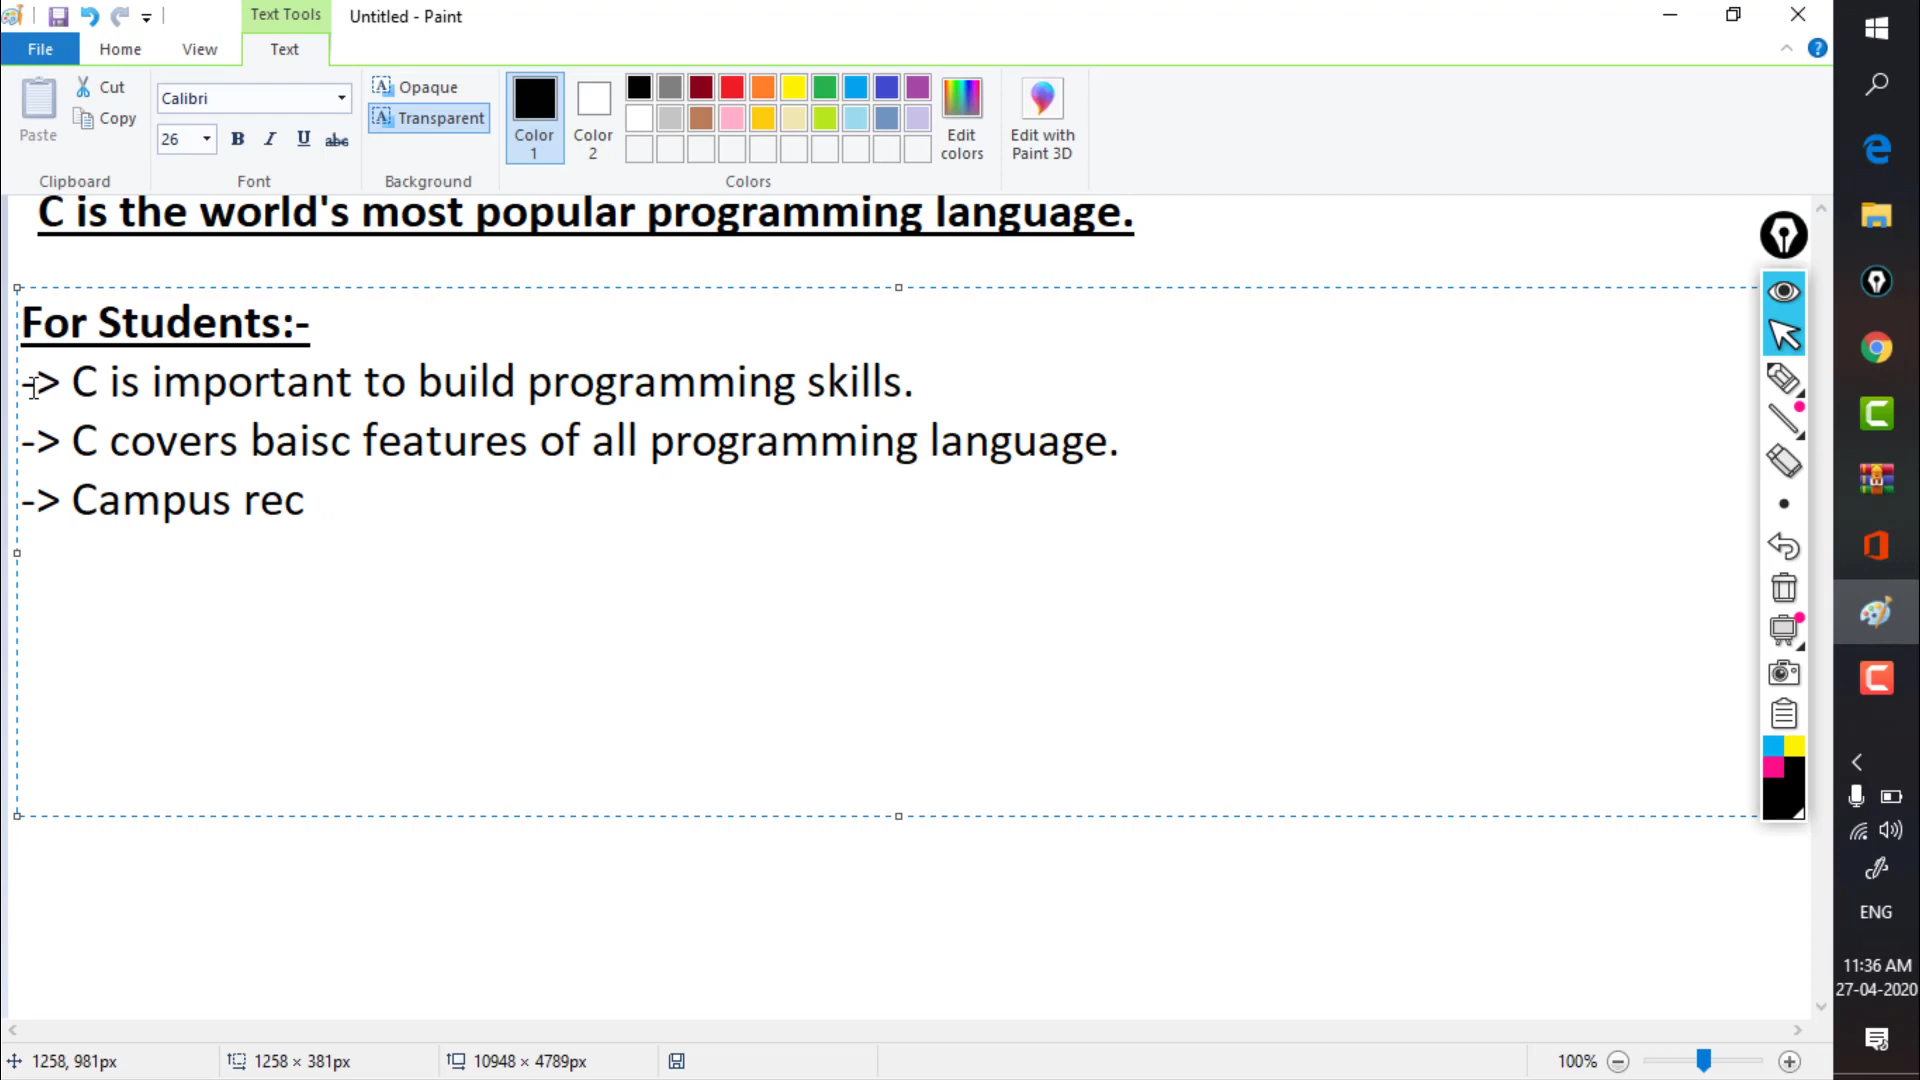 Text Tools
Untitled - Paint
File
Home
View
Text
Paste
Cut
Copy
Clipboard
Calibri
26
B
I
U
abc
Font
Opaque
Transparent
Background
Color
1
Color
2
Edit
colors
Colors
Edit with
Paint 3D
C is the world's most popular programming language.
For Students:-
-> C is important to build programming skills.
-> C covers baisc features of all programming language.
-> Campus rec
1258, 981px
1258 × 381px
10948 × 4789px
100%
ENG
11:36 AM
27-04-2020